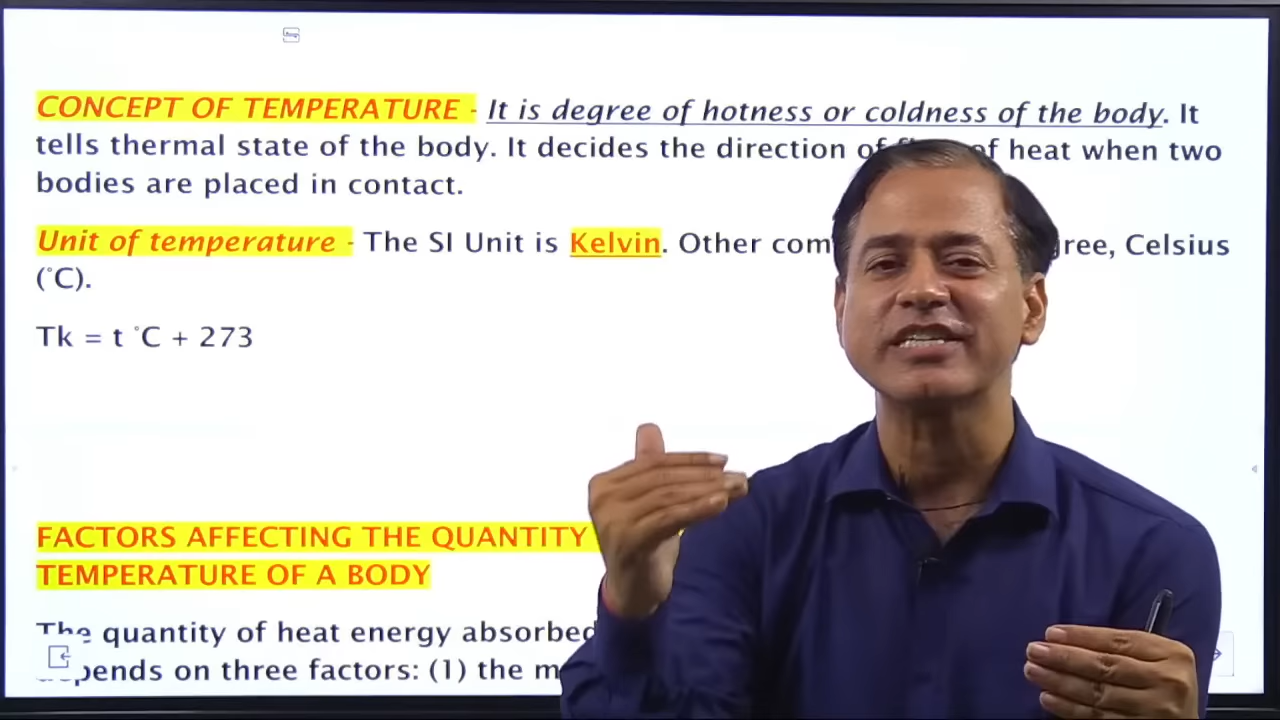 CONCEPT OF TEMPERATURE - It is degree of hotness or coldness of the body. It
tells thermal state of the body. It decides the direction of of heat when two
bodies are placed in contact.
Unit of temperature - The SI Unit is Kelvin. Other Celsius
(°C).
Tk = t °C + 273
FACTORS AFFECTING THE QUANTITY
TEMPERATURE OF A BODY
The quantity of heat energy absorbed
depends on three factors: (1) the